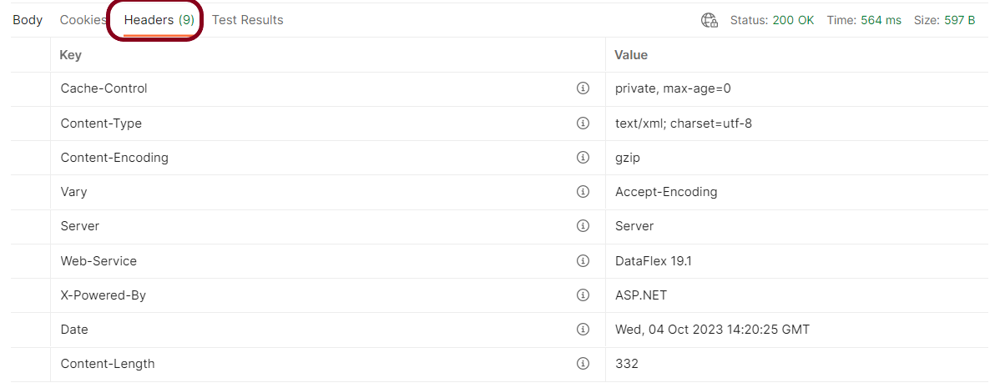 Body Cookies Headers (9) Test Results Status: 200 OK Time: 564 ms Size: 597 B
Key Value
Cache-Control private, max-age=0
Content-Type text/xml; charset=utf-8
Content-Encoding gzip
Vary Accept-Encoding
Server Server
Web-Service DataFlex 19.1
X-Powered-By ASP.NET
Date Wed, 04 Oct 2023 14:20:25 GMT
Content-Length 332